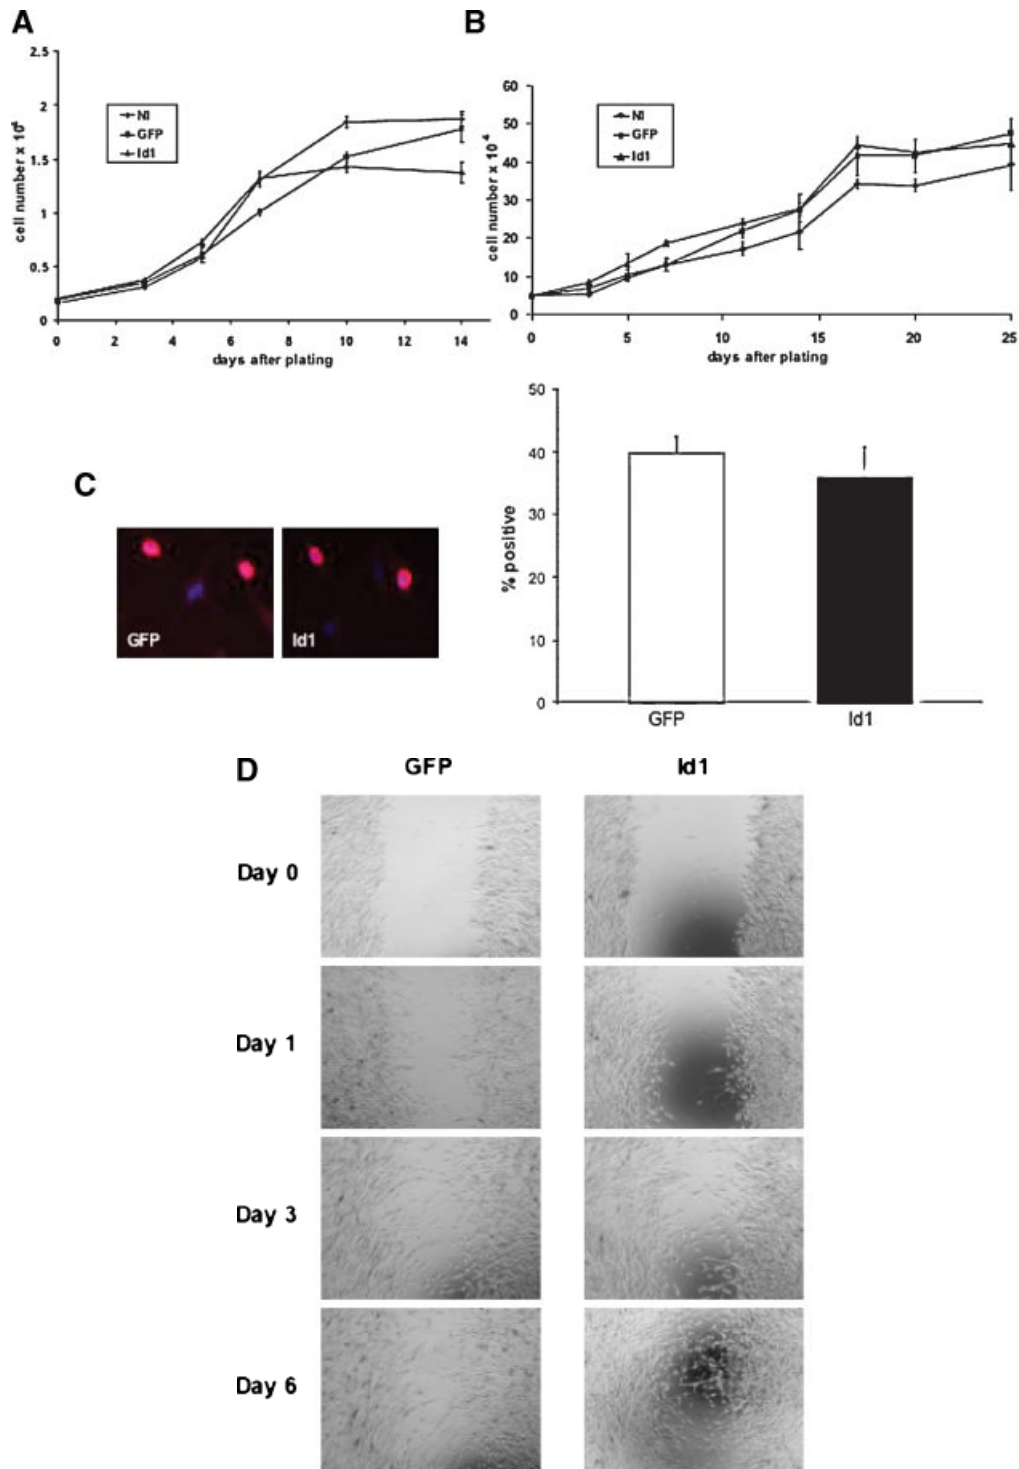 A
2.5
2
1.5
1
0.5
0
cell number x 10⁶
NI
GFP
Id1
0 2 4 6 8 10 12 14
days after plating
B
60
50
40
30
20
10
0
cell number x 10⁻⁴
NI
GFP
Id1
0 5 10 15 20 25
days after plating
C
GFP
Id1
50
40
30
20
10
0
% positive
GFP Id1
D
GFP Id1
Day 0
Day 1
Day 3
Day 6